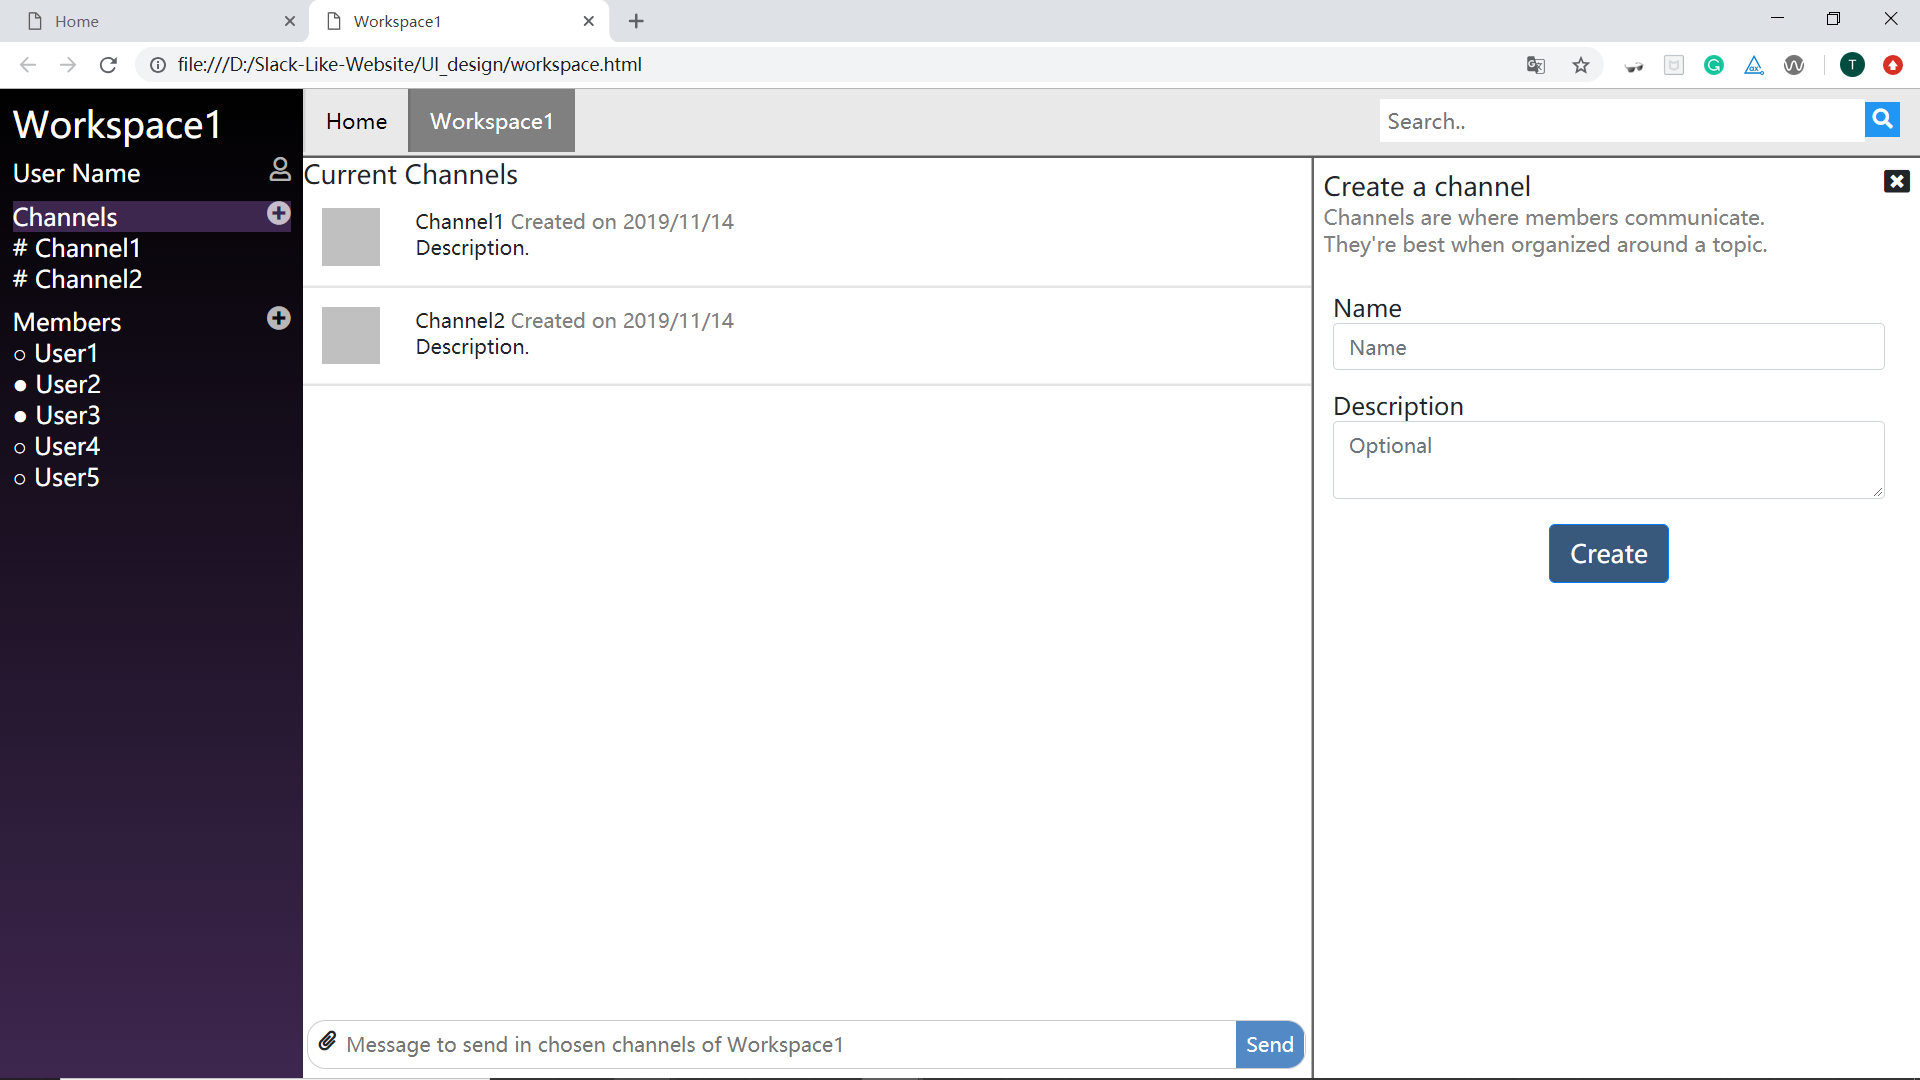 Home
Workspace1
file:///D:/Slack-Like-Website/UI_design/workspace.html
T
Workspace1
User Name
Channels
# Channel1
# Channel2
Members
○ User1
● User2
● User3
○ User4
○ User5
Home
Workspace1
Search..
Current Channels
Channel1 Created on 2019/11/14
Description.
Channel2 Created on 2019/11/14
Description.
Message to send in chosen channels of Workspace1
Send
Create a channel
Channels are where members communicate.
They're best when organized around a topic.
Name
Name
Description
Optional
Create